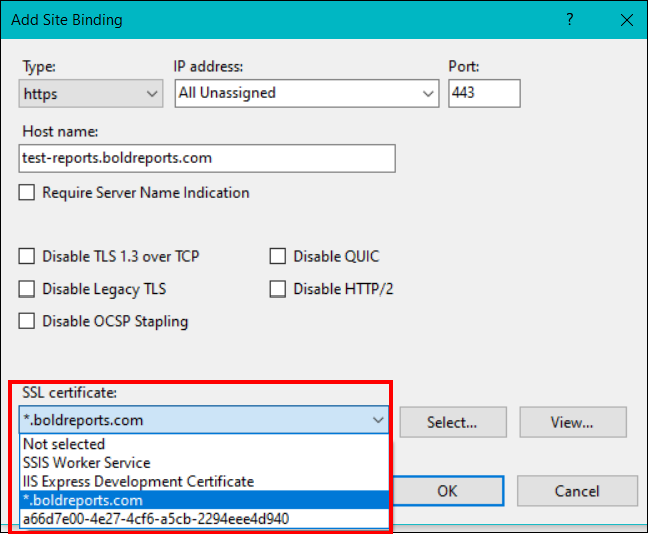 Add Site Binding ? ×
Type: IP address: Port:
https All Unassigned 443
Host name:
test-reports.boldreports.com
Require Server Name Indication
Disable TLS 1.3 over TCP Disable QUIC
Disable Legacy TLS Disable HTTP/2
Disable OCSP Stapling
SSL certificate:
*.boldreports.com Select... View...
Not selected
SSIS Worker Service
IIS Express Development Certificate
*.boldreports.com OK Cancel
a66d7e00-4e27-4cf6-a5cb-2294eee4d940